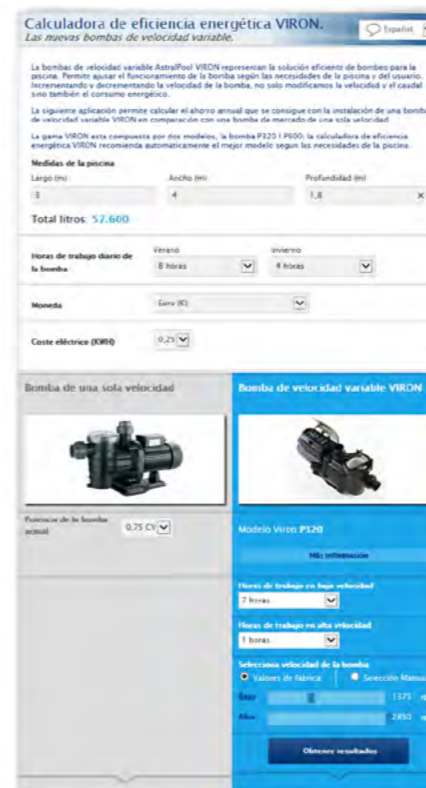 Calculadora de eficiencia energética VIRON.
Las nuevas bombas de velocidad variable.
Español
La bombas de velocidad variable AstralPool VIRON representan la solución eficiente de bombeo para la
piscina. Permite ajustar el funcionamiento de la bomba según las necesidades de la piscina y del usuario.
Incrementando y decrementando la velocidad de la bomba, no solo modificamos la velocidad y el caudal
sino también el consumo energético.
La siguiente aplicación permite calcular el ahorro annual que se consigue con la instalación de una bomba
de velocidad variable VIRON en comparación con una bomba de mercado de una sola velocidad
La gama VIRON esta compuesta por dos modelos, la bomba P320 i P600; la calculadora de eficiencia
energética VIRON recomienda automaticamente el mejor modelo segun las necesidades de la piscina.
Medidas de la piscina
Largo (m) Ancho (m) Profundidad (m)
4 1,8 ×
Total litros: 57.600
Verano Invierno
Horas de trabajo diario de
la bomba
8 horas 4 horas
Moneda Euro (€)
Coste eléctrico (KWH) 0,25
Bomba de una sola velocidad Bomba de velocidad variable VIRON
Potencia de la bomba
actual
0,75 CV
Modelo Viron P320
Más información
Horas de trabajo en baja velocidad
7 horas
Horas de trabajo en alta velocidad
1 horas
Selecciona velocidad de la bomba
Valores de fábrica Selección Manual
Baja 1375
Alta 2850
Obtener resultados